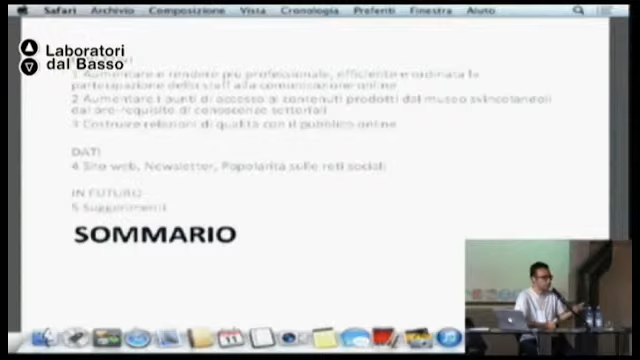 Safari Archivio Composizione Vista Cronologia Preferiti Finestra Aiuto
Laboratori
dal Basso
1 Aumentare e rendere più professionale, efficiente e ordinata la
partecipazione dello staff alla comunicazione online
2 Aumentare i punti di accesso ai contenuti prodotti dal museo svincolandoli
dal pre-requisito di conoscenze settoriali
3 Costruire relazioni di qualità con il pubblico online
DATI
4 Sito web, Newsletter, Popolarità sulle reti sociali
IN FUTURO
5 Suggerimenti
SOMMARIO